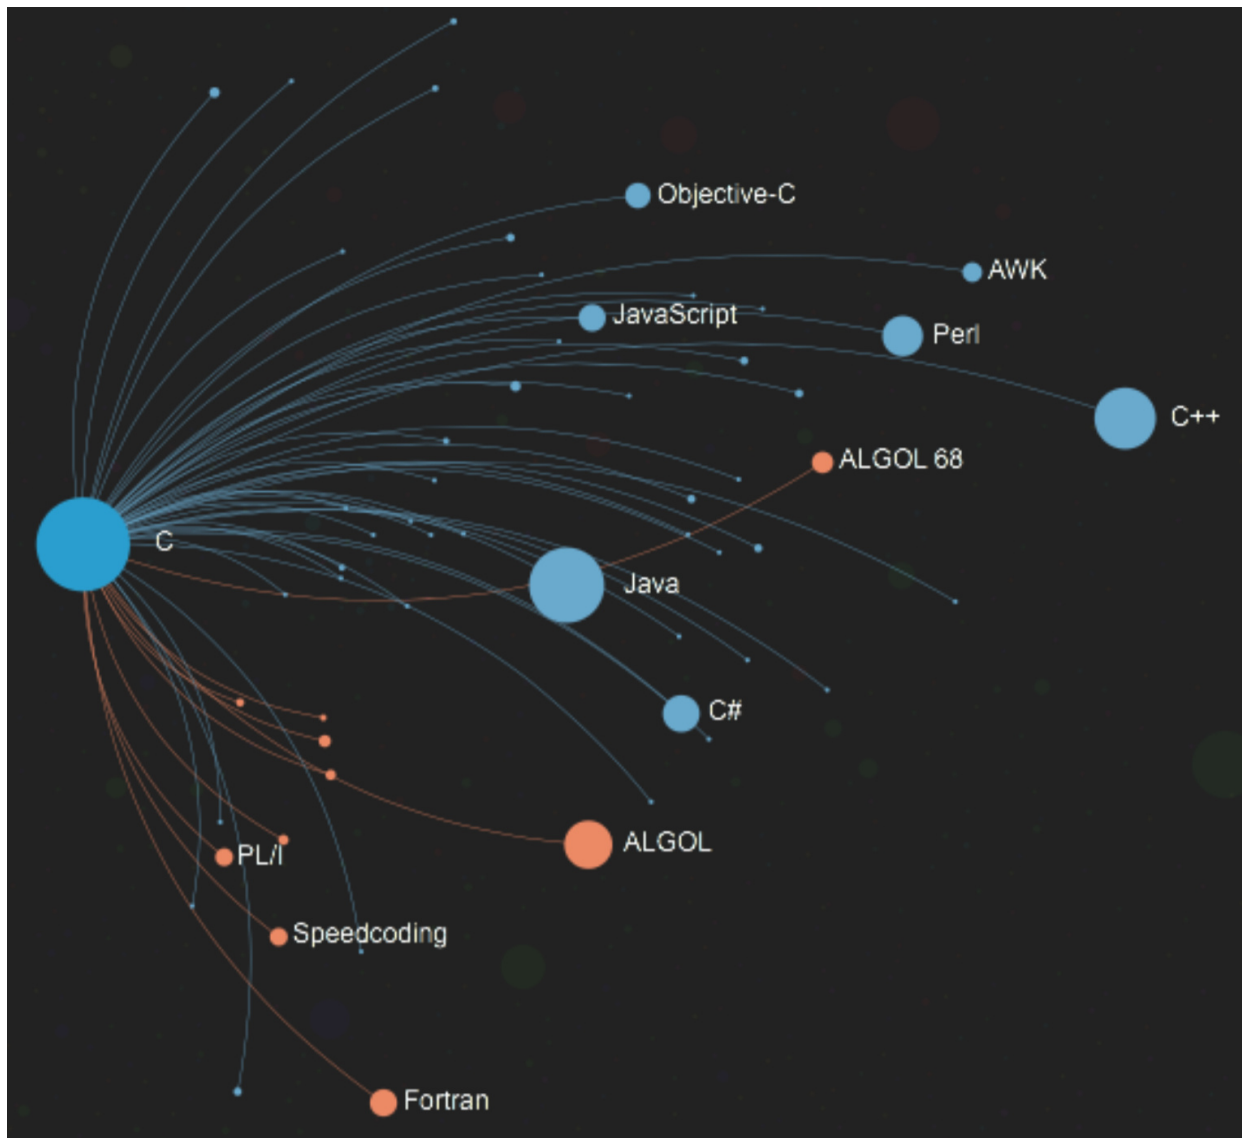 Objective-C
AWK
JavaScript
Perl
C++
ALGOL 68
C
Java
C#
ALGOL
PL/I
Speedcoding
Fortran